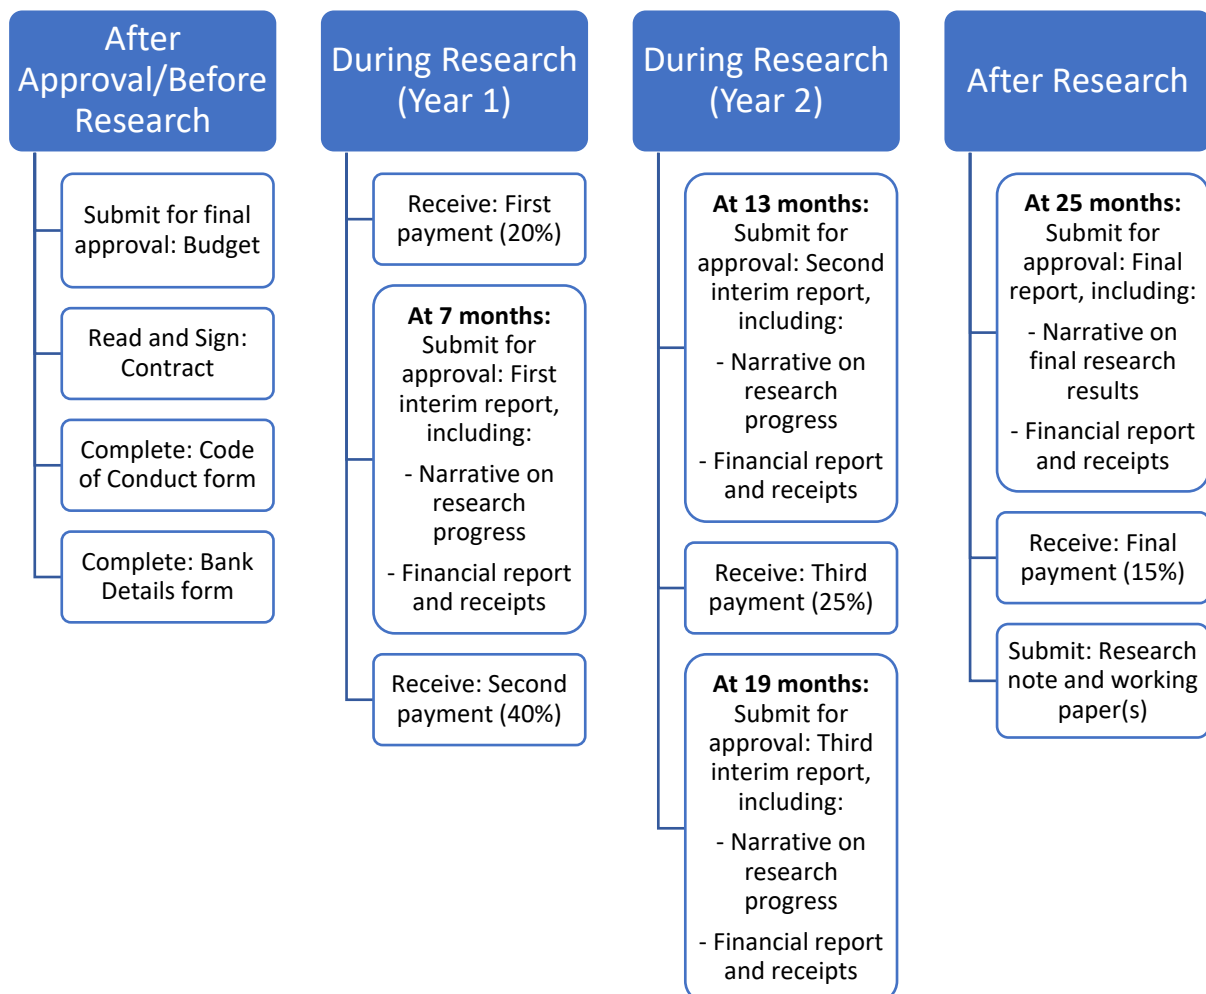 After
Approval/Before
Research
Submit for final
approval: Budget
Read and Sign:
Contract
Complete: Code
of Conduct form
Complete: Bank
Details form
During Research
(Year 1)
Receive: First
payment (20%)
At 7 months:
Submit for
approval: First
interim report,
including:
- Narrative on
research
progress
- Financial report
and receipts
Receive: Second
payment (40%)
During Research
(Year 2)
At 13 months:
Submit for
approval: Second
interim report,
including:
- Narrative on
research
progress
- Financial report
and receipts
Receive: Third
payment (25%)
At 19 months:
Submit for
approval: Third
interim report,
including:
- Narrative on
research
progress
- Financial report
and receipts
After Research
At 25 months:
Submit for
approval: Final
report, including:
- Narrative on
final research
results
- Financial report
and receipts
Receive: Final
payment (15%)
Submit: Research
note and working
paper(s)